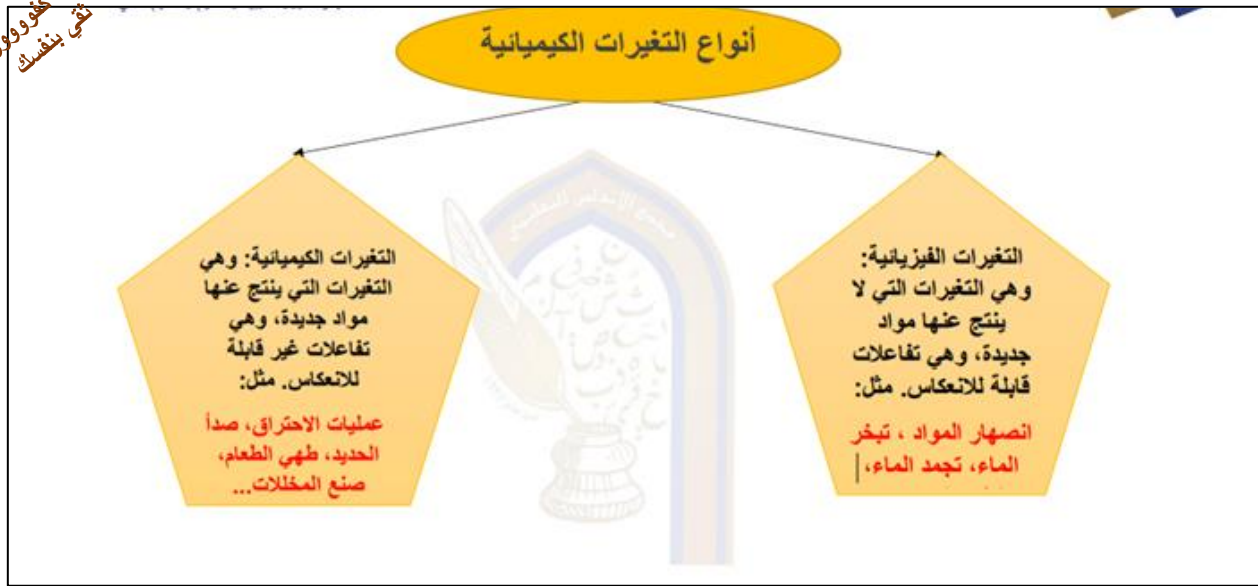 ثقي بنفسك
أنواع التغيرات الكيميائية
التغيرات الفيزيائية:
وهي التغيرات التي لا
ينتج عنها مواد
جديدة، وهي تفاعلات
قابلة للانعكاس. مثل:
انصهار المواد ، تبخر
الماء، تجمد الماء،
التغيرات الكيميائية: وهي
التغيرات التي ينتج عنها
مواد جديدة، وهي
تفاعلات غير قابلة
للانعكاس. مثل:
عمليات الاحتراق، صدأ
الحديد، طهي الطعام،
صنع المخللات...